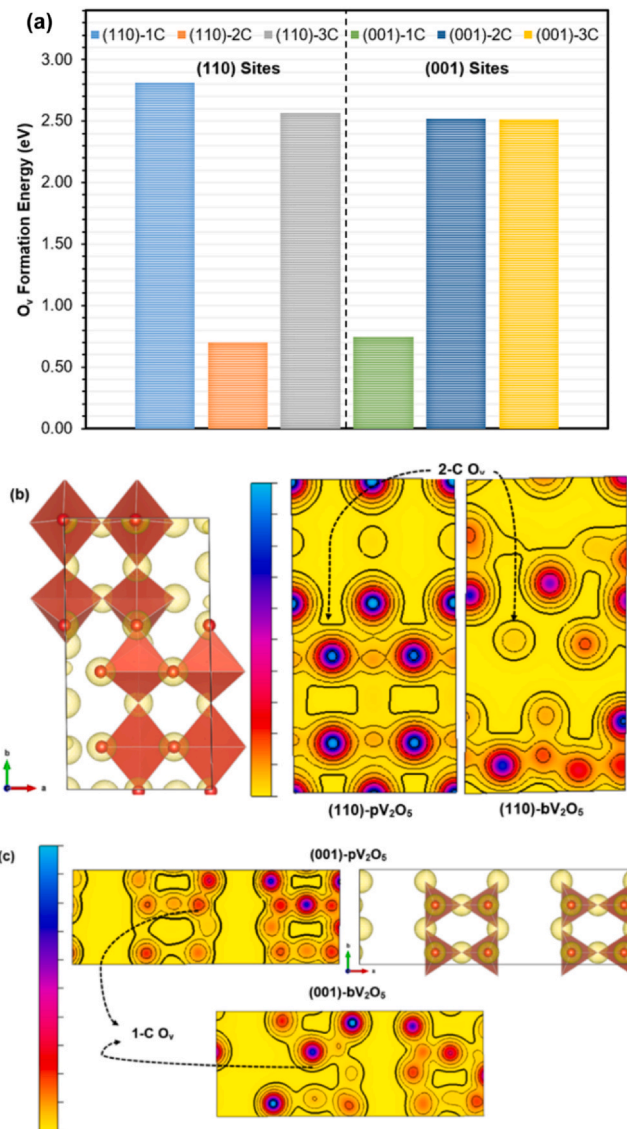 (a)
(110)-1C (110)-2C (110)-3C (001)-1C (001)-2C (001)-3C
(110) Sites (001) Sites
3.00
2.50
2.00
1.50
1.00
0.50
0.00
Oᵥ Formation Energy (eV)
(b)
2-C Oᵥ
b
a
(110)-pV₂O₅ (110)-bV₂O₅
(c)
(001)-pV₂O₅
b
a
(001)-bV₂O₅
1-C Oᵥ